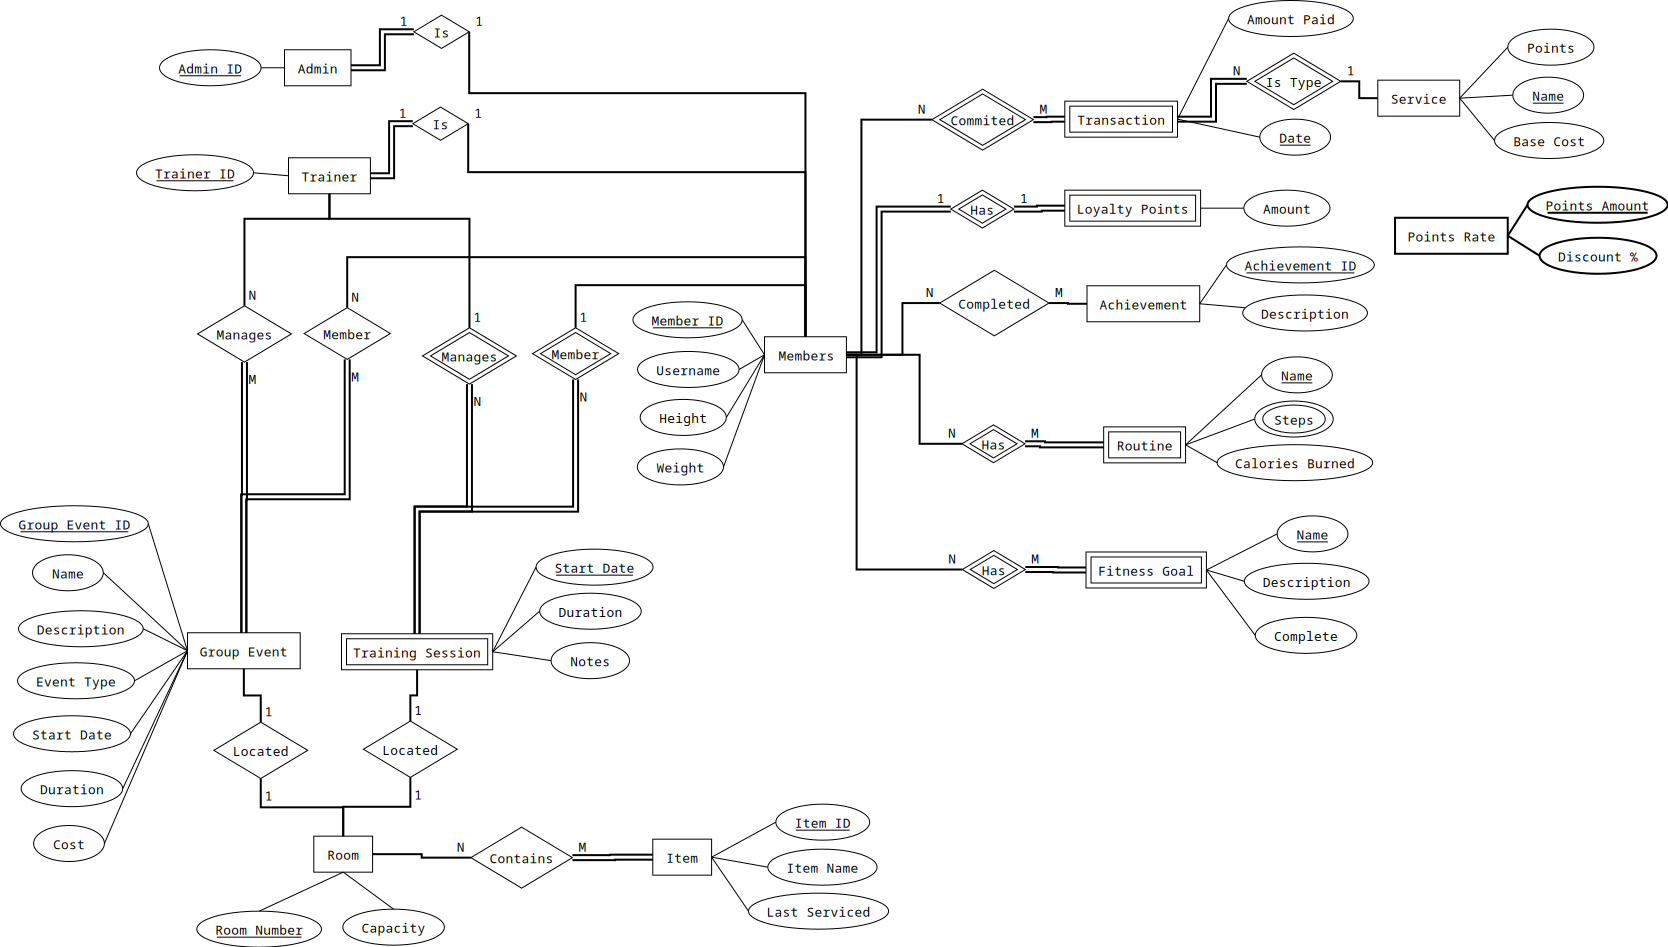 Amount Paid
1
Is
1
Admin ID
Admin
N
Is Type
1
Points
Service
Name
Base Cost
1
Is
1
N
Commited
M
Transaction
Date
Trainer ID
Trainer
1
Has
1
Loyalty Points
Amount
Points Rate
Points Amount
Discount %
N
Manages
M
N
Member
M
1
Manages
N
1
Member
N
Member ID
Username
Height
Weight
Members
N
Completed
M
Achievement
Achievement ID
Description
N
Has
M
Routine
Name
Steps
Calories Burned
N
Has
M
Fitness Goal
Name
Description
Complete
Group Event ID
Name
Description
Event Type
Start Date
Duration
Cost
Group Event
Training Session
Start Date
Duration
Notes
1
Located
1
1
Located
1
Room
N
Contains
M
Item
Item ID
Item Name
Last Serviced
Room Number
Capacity